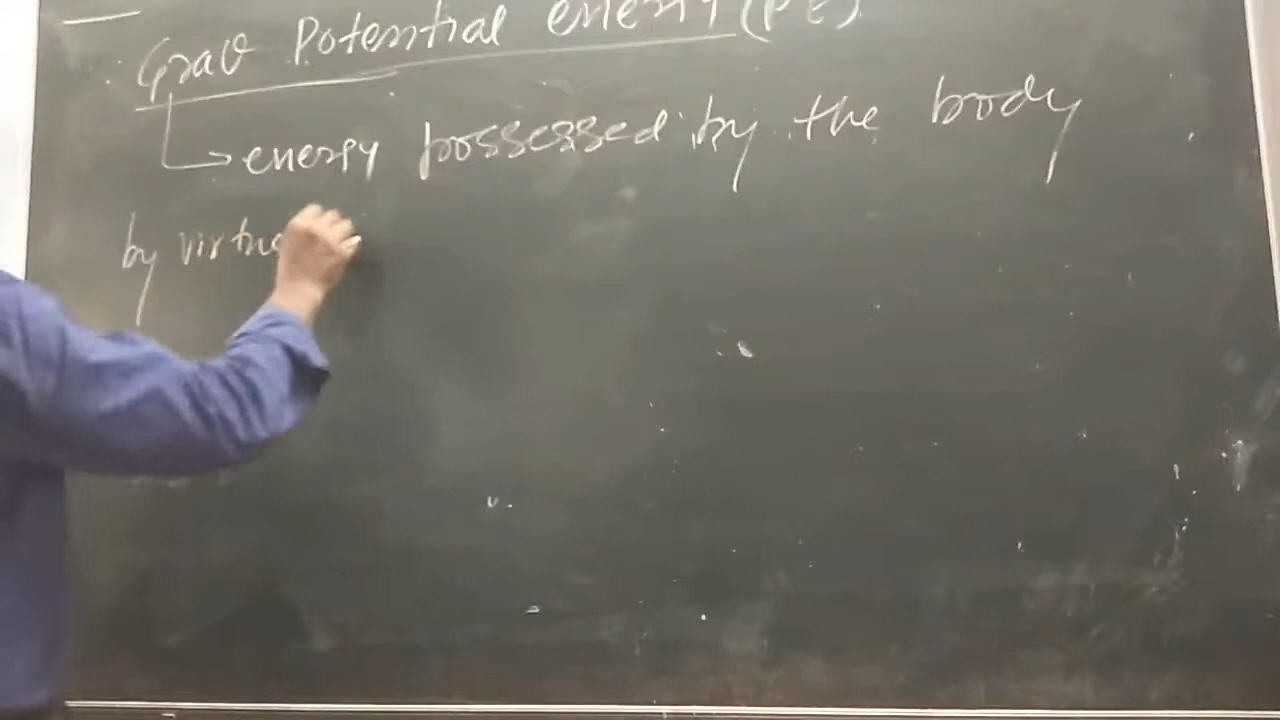 Grav Potential energy (PE)
↳ energy possessed by the body
by virtue